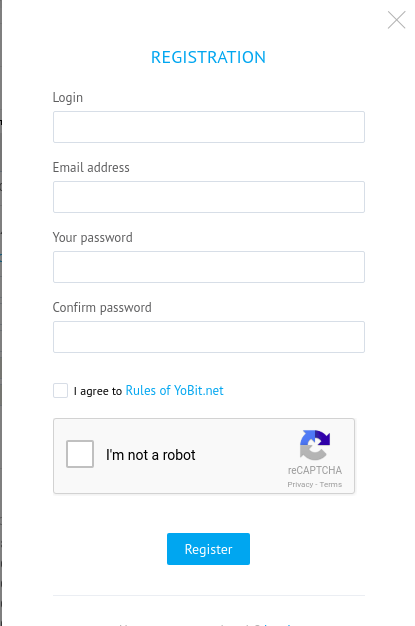 REGISTRATION
Login
Email address
Your password
Confirm password
I agree to Rules of YoBit.net
I'm not a robot
reCAPTCHA
Privacy - Terms
Register